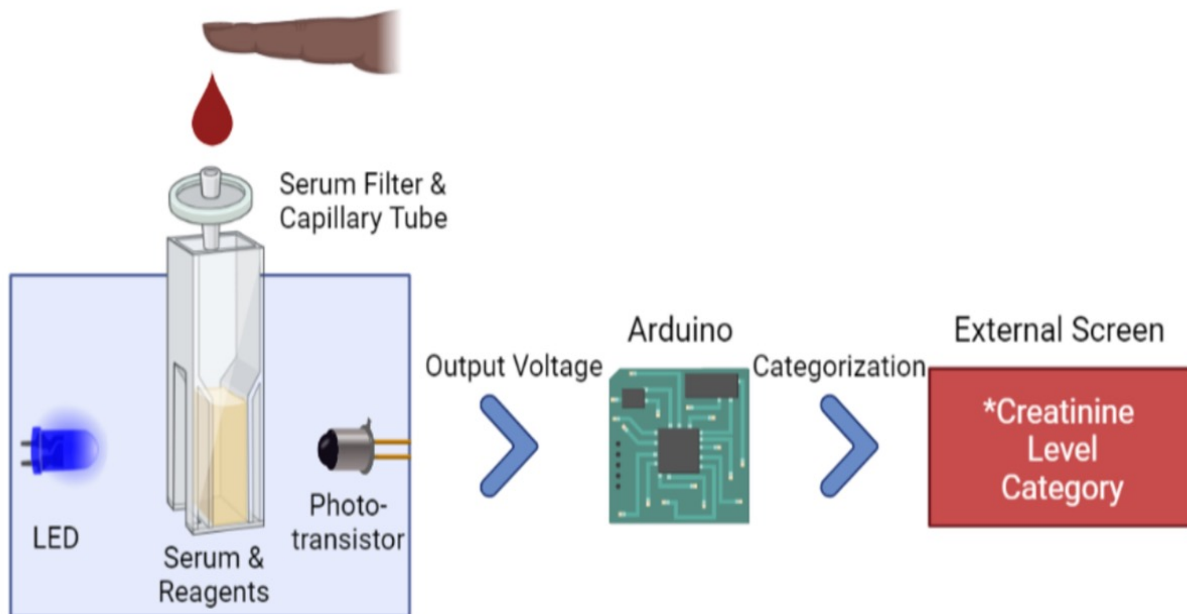 Serum Filter &
Capillary Tube
LED
Serum &
Reagents
Photo-
transistor
Output Voltage
Arduino
Categorization
External Screen
*Creatinine
Level
Category